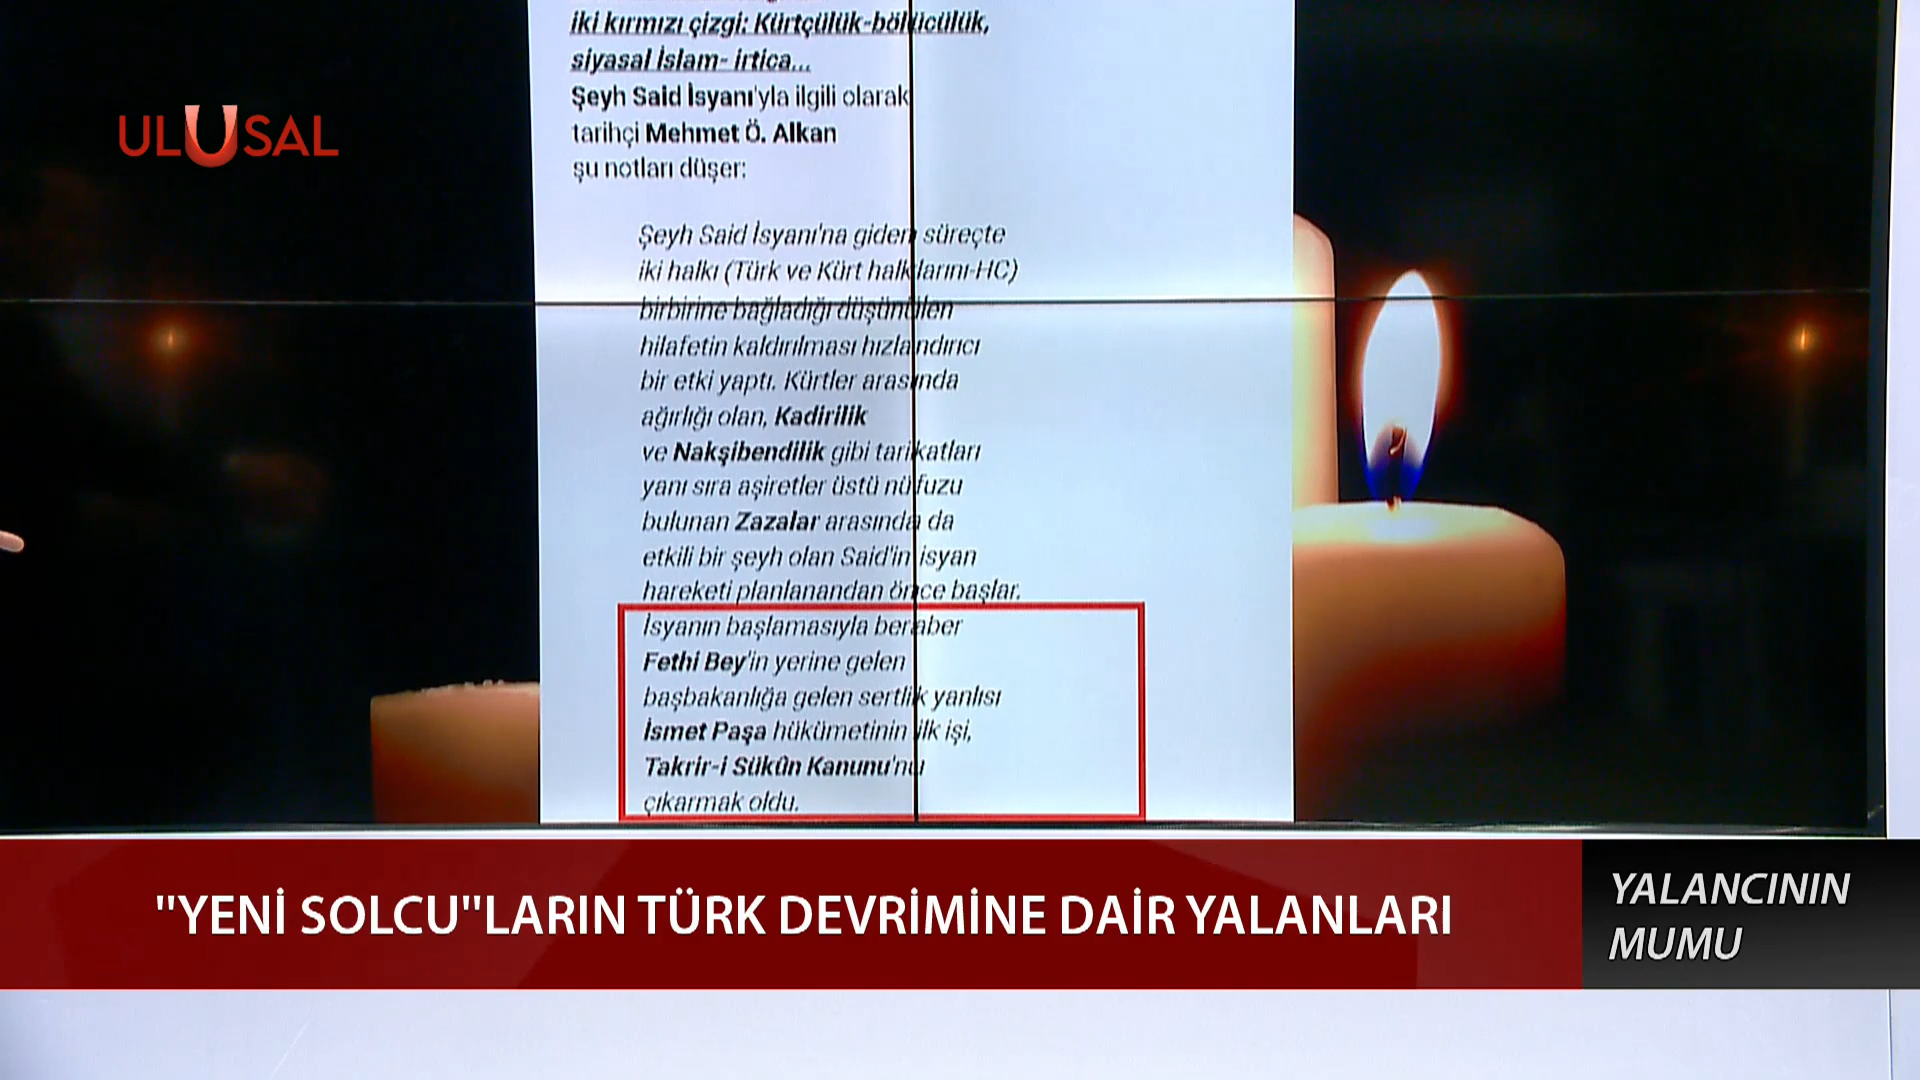 iki kırmızı çizgi: Kürtçülük-bölücülük,
siyasal İslam- irtica...
Şeyh Said İsyanı'yla ilgili olarak
tarihçi Mehmet Ö. Alkan
şu notları düşer:
Şeyh Said İsyanı'na giden süreçte
iki halkı (Türk ve Kürt halklarını-HC)
birbirine bağladığı düşünülen
hilafetin kaldırılması hızlandırıcı
bir etki yaptı. Kürtler arasında
ağırlığı olan, Kadirilik
ve Nakşibendilik gibi tarikatları
yanı sıra aşiretler üstü nüfuzu
bulunan Zazalar arasında da
etkili bir şeyh olan Said'in isyan
hareketi planlanandan önce başlar.
İsyanın başlamasıyla beraber
Fethi Bey'in yerine gelen
başbakanlığa gelen sertlik yanlısı
İsmet Paşa hükümetinin ilk işi,
Takrir-i Sükûn Kanunu'nu
çıkarmak oldu.
ULUSAL
"YENİ SOLCU"LARIN TÜRK DEVRİMİNE DAİR YALANLARI
YALANCININ
MUMU